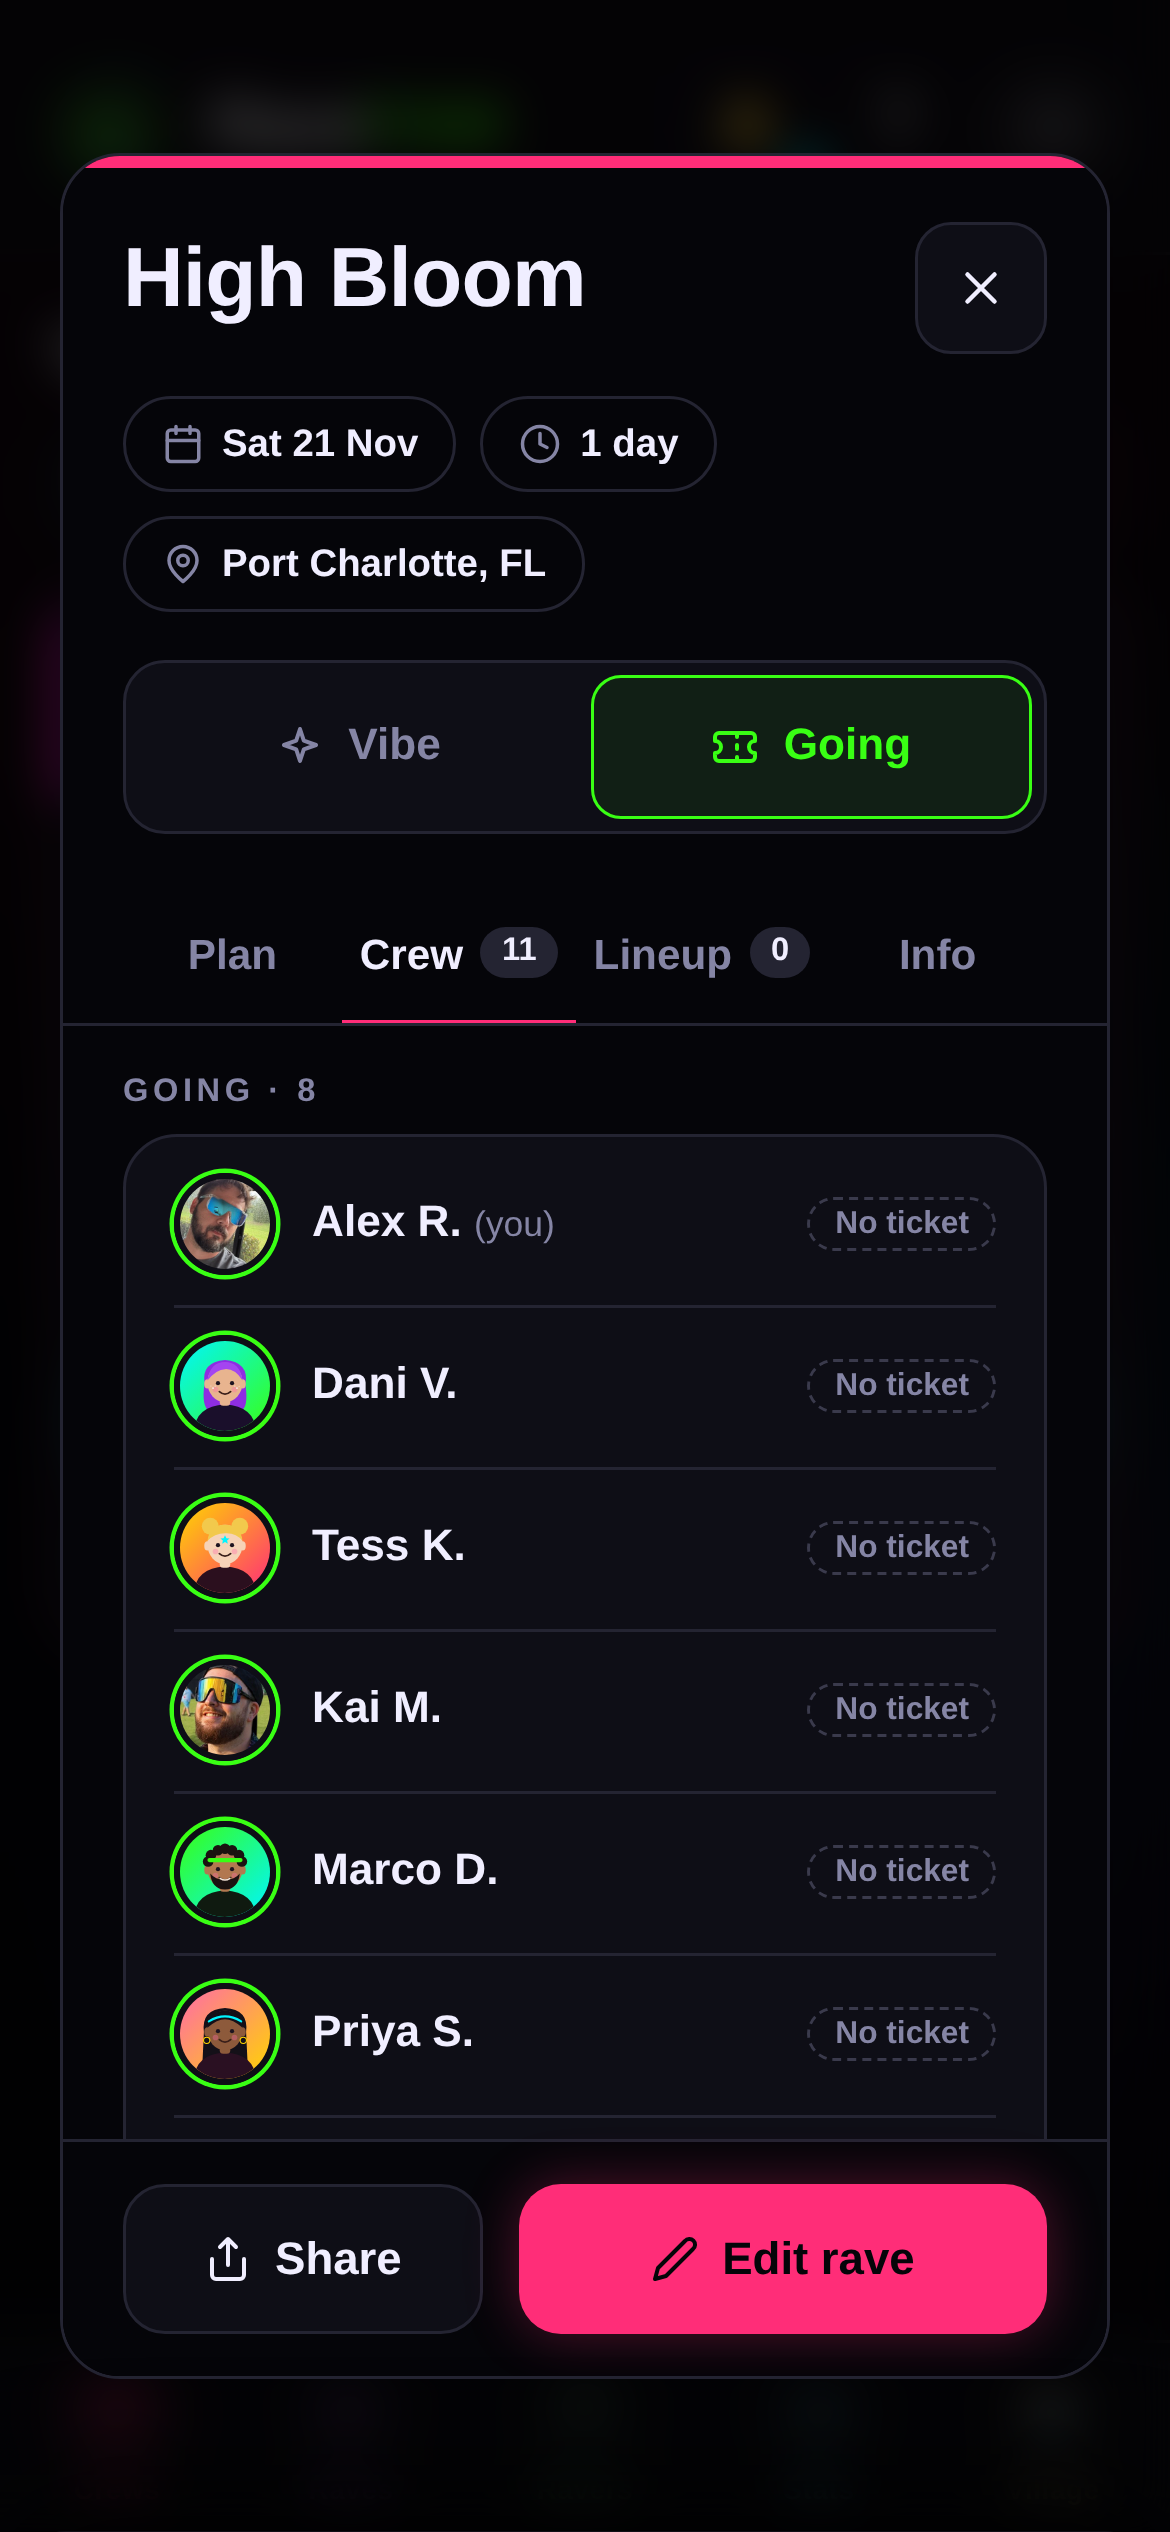 High Bloom
Sat 21 Nov
1 day
Port Charlotte, FL
Vibe
Going
Plan
Crew 11
Lineup 0
Info
GOING · 8
Alex R. (you)
No ticket
Dani V.
No ticket
Tess K.
No ticket
Kai M.
No ticket
Marco D.
No ticket
Priya S.
No ticket
Share
Edit rave